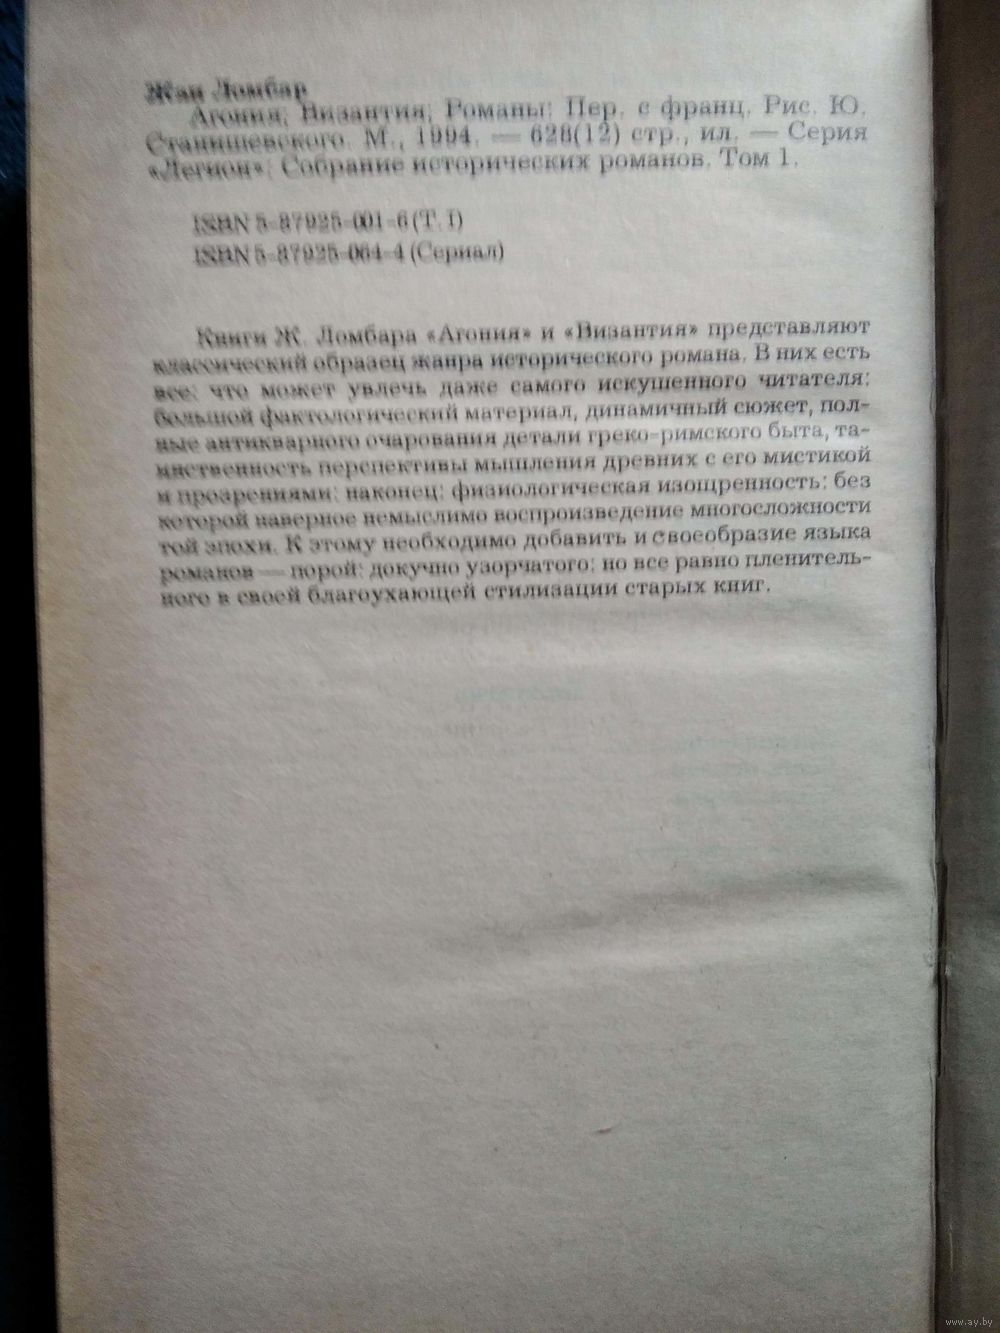 Жан Ломбар
Агония; Византия; Романы: Пер. с франц. Рис. Ю.
Станишевского. М., 1994. — 628(12) стр., ил. — Серия
«Легион»; Собрание исторических романов. Том 1.
ISBN 5-87925-001-6 (Т. I)
ISBN 5-87925-064-4 (Сериал)
Книги Ж. Ломбара «Агония» и «Византия» представляют
классический образец жанра исторического романа. В них есть
все; что может увлечь даже самого искушенного читателя:
большой фактологический материал, динамичный сюжет, пол-
ные антикварного очарования детали греко-римского быта, та-
инственность перспективы мышления древних с его мистикой
и прозрениями; наконец; физиологическая изощренность; без
которой наверное немыслимо воспроизведение многосложности
той эпохи. К этому необходимо добавить и своеобразие языка
романов — порой; докучно узорчатого; но все равно пленитель-
ного в своей благоухающей стилизации старых книг.
www.ay.by